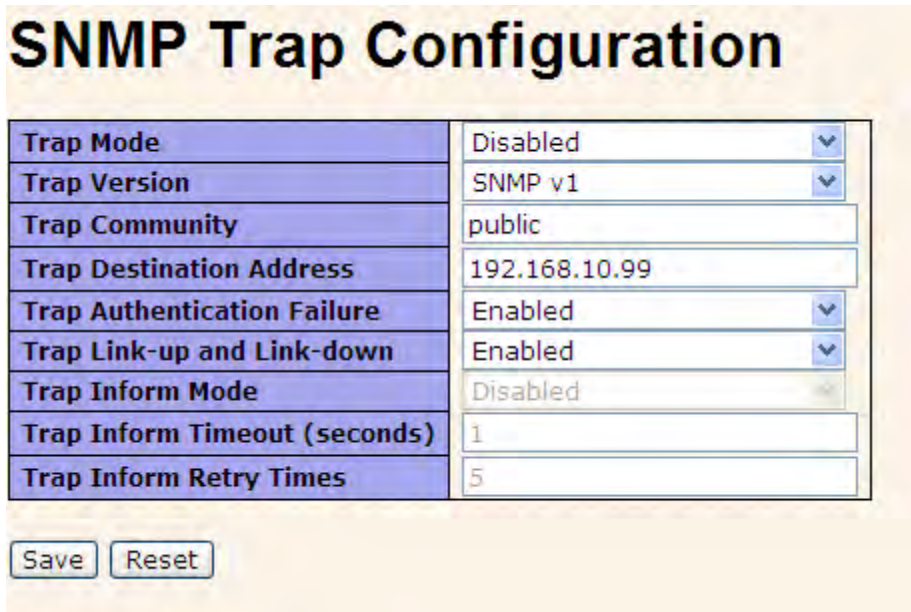 SNMP Trap Configuration
Trap Mode Disabled
Trap Version SNMP v1
Trap Community public
Trap Destination Address 192.168.10.99
Trap Authentication Failure Enabled
Trap Link-up and Link-down Enabled
Trap Inform Mode Disabled
Trap Inform Timeout (seconds) 1
Trap Inform Retry Times 5
Save Reset